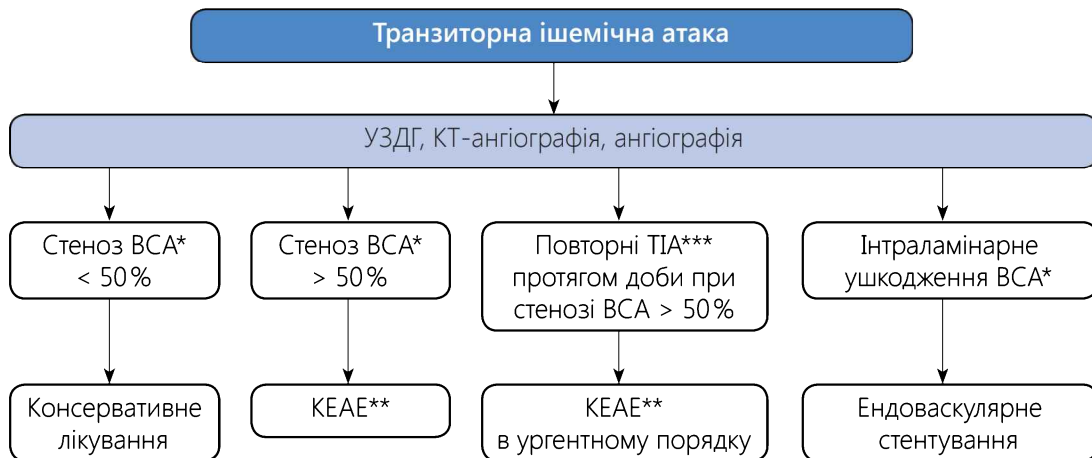 Транзиторна ішемічна атака
УЗДГ, КТ-ангіографія, ангіографія
Стеноз ВСА*
< 50 %
Стеноз ВСА*
> 50 %
Повторні ТІА***
протягом доби при
стенозі ВСА > 50 %
Інтраламінарне
ушкодження ВСА*
Консервативне
лікування
КЕАЕ**
КЕАЕ**
в ургентному порядку
Ендоваскулярне
стентування